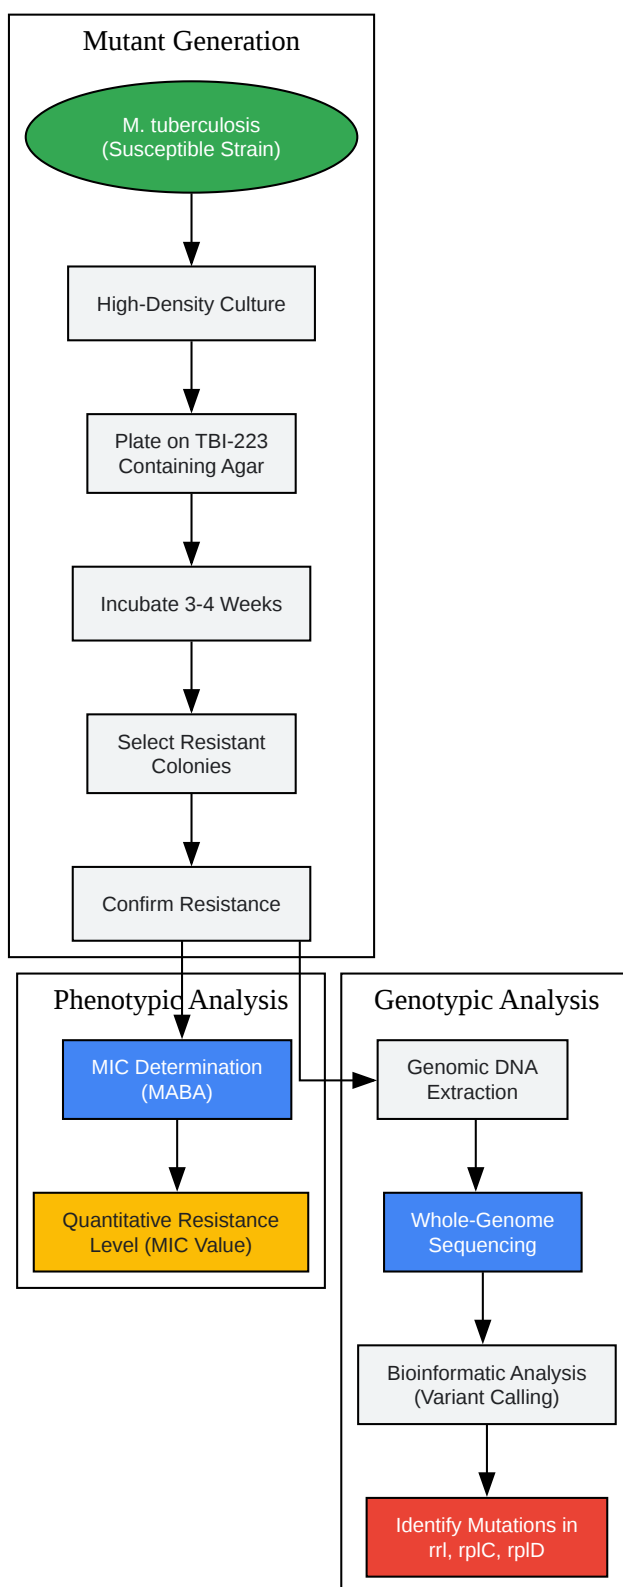 Mutant Generation
M. tuberculosis
(Susceptible Strain)
High-Density Culture
Plate on TBI-223
Containing Agar
Incubate 3-4 Weeks
Select Resistant
Colonies
Confirm Resistance
Phenotypic Analysis
MIC Determination
(MABA)
Quantitative Resistance
Level (MIC Value)
Genotypic Analysis
Genomic DNA
Extraction
Whole-Genome
Sequencing
Bioinformatic Analysis
(Variant Calling)
Identify Mutations in
rrl, rplC, rplD